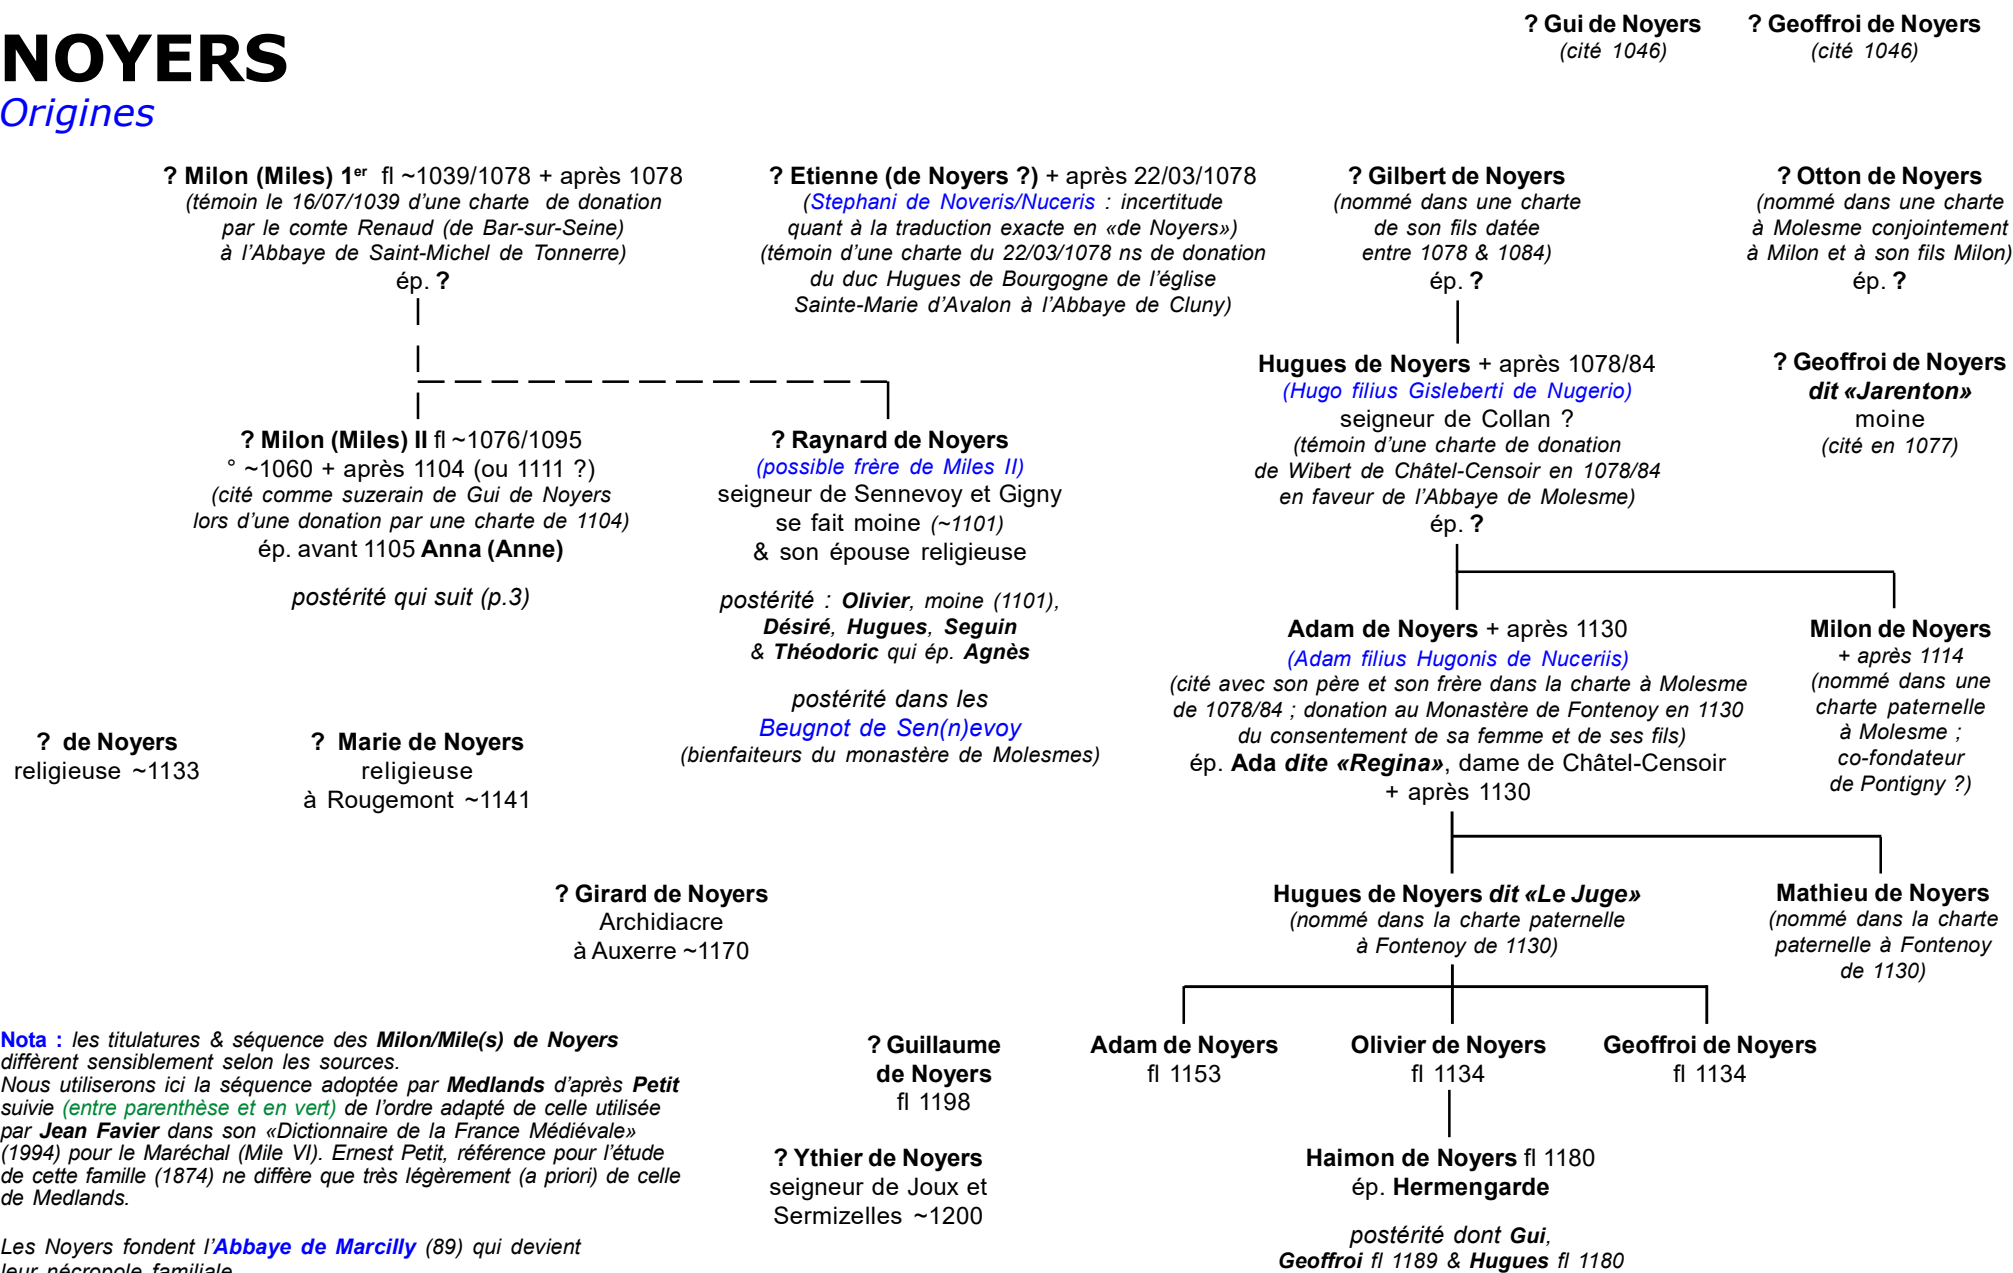 NOYERS
Origines
? Gui de Noyers
(cité 1046)
? Geoffroi de Noyers
(cité 1046)
? Milon (Miles) 1er fl ~1039/1078 + après 1078
(témoin le 16/07/1039 d’une charte de donation
par le comte Renaud (de Bar-sur-Seine)
à l’Abbaye de Saint-Michel de Tonnerre)
ép. ?
? Etienne (de Noyers ?) + après 22/03/1078
(Stephani de Noveris/Nuceris : incertitude
quant à la traduction exacte en «de Noyers»)
(témoin d’une charte du 22/03/1078 ns de donation
du duc Hugues de Bourgogne de l’église
Sainte-Marie d’Avalon à l’Abbaye de Cluny)
? Gilbert de Noyers
(nommé dans une charte
de son fils datée
entre 1078 & 1084)
ép. ?
? Otton de Noyers
(nommé dans une charte
à Molesme conjointement
à Milon et à son fils Milon)
ép. ?
Hugues de Noyers + après 1078/84
(Hugo filius Gisleberti de Nugerio)
seigneur de Collan ?
(témoin d’une charte de donation
de Wibert de Châtel-Censoir en 1078/84
en faveur de l’Abbaye de Molesme)
ép. ?
? Geoffroi de Noyers
dit «Jarenton»
moine
(cité en 1077)
? Milon (Miles) II fl ~1076/1095
° ~1060 + après 1104 (ou 1111 ?)
(cité comme suzerain de Gui de Noyers
lors d’une donation par une charte de 1104)
ép. avant 1105 Anna (Anne)
postérité qui suit (p.3)
? Raynard de Noyers
(possible frère de Miles II)
seigneur de Sennevoy et Gigny
se fait moine (~1101)
& son épouse religieuse
postérité : Olivier, moine (1101),
Désiré, Hugues, Seguin
& Théodoric qui ép. Agnès
postérité dans les
Beugnot de Sen(n)evoy
(bienfaiteurs du monastère de Molesmes)
Adam de Noyers + après 1130
(Adam filius Hugonis de Nuceriis)
(cité avec son père et son frère dans la charte à Molesme
de 1078/84 ; donation au Monastère de Fontenoy en 1130
du consentement de sa femme et de ses fils)
ép. Ada dite «Regina», dame de Châtel-Censoir
+ après 1130
Milon de Noyers
+ après 1114
(nommé dans une
charte paternelle
à Molesme ;
co-fondateur
de Pontigny ?)
? de Noyers
religieuse ~1133
? Marie de Noyers
religieuse
à Rougemont ~1141
? Girard de Noyers
Archidiacre
à Auxerre ~1170
Hugues de Noyers dit «Le Juge»
(nommé dans la charte paternelle
à Fontenoy de 1130)
Mathieu de Noyers
(nommé dans la charte
paternelle à Fontenoy
de 1130)
Nota : les titulatures & séquence des Milon/Mile(s) de Noyers
diffèrent sensiblement selon les sources.
Nous utiliserons ici la séquence adoptée par Medlands d’après Petit
suivie (entre parenthèse et en vert) de l’ordre adapté de celle utilisée
par Jean Favier dans son «Dictionnaire de la France Médiévale»
(1994) pour le Maréchal (Mile VI). Ernest Petit, référence pour l’étude
de cette famille (1874) ne diffère que très légèrement (a priori) de celle
de Medlands.
Les Noyers fondent l’Abbaye de Marcilly (89) qui devient
leur nécropole familiale
? Guillaume
de Noyers
fl 1198
? Ythier de Noyers
seigneur de Joux et
Sermizelles ~1200
Adam de Noyers
fl 1153
Olivier de Noyers
fl 1134
Geoffroi de Noyers
fl 1134
Haimon de Noyers fl 1180
ép. Hermengarde
postérité dont Gui,
Geoffroi fl 1189 & Hugues fl 1180